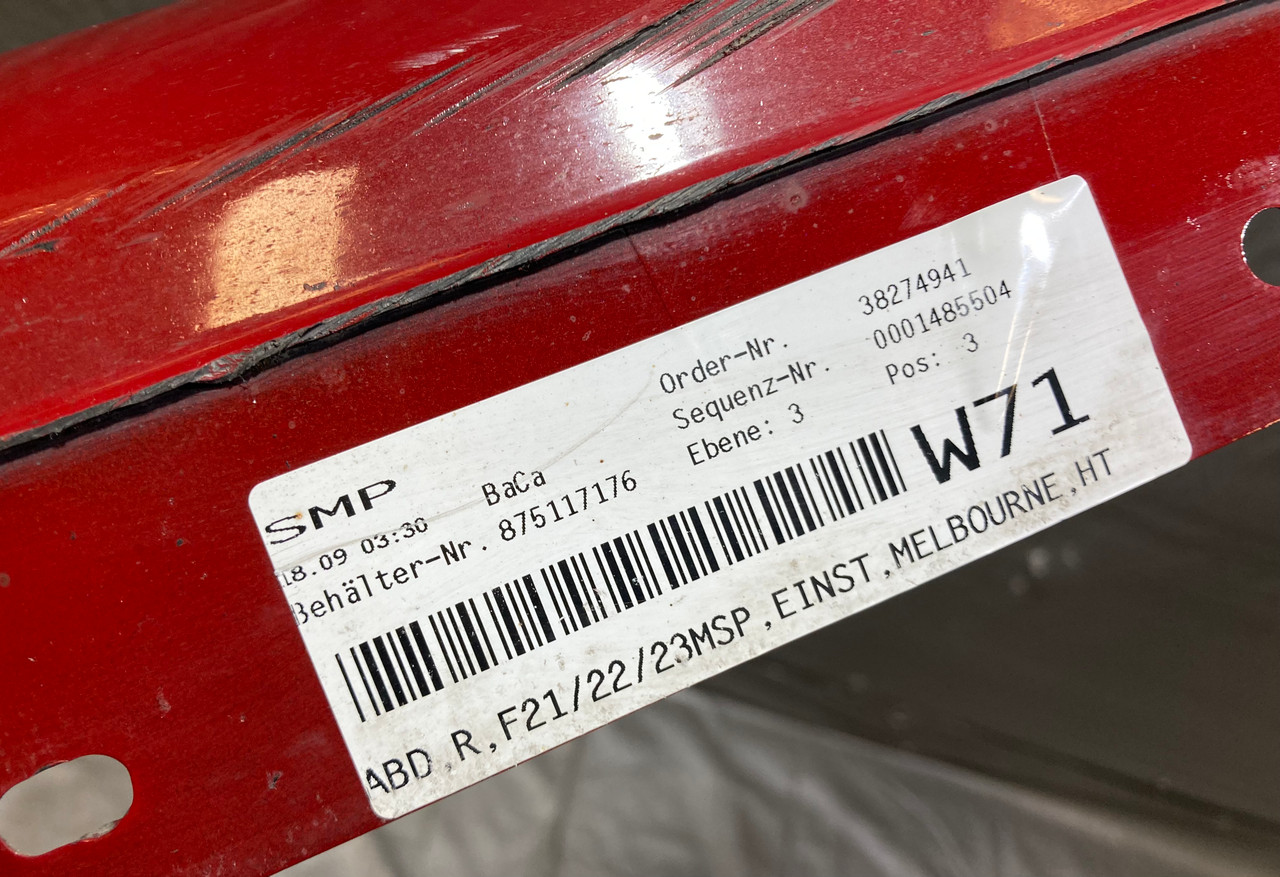 SMP
18.09 03:30 BaCa
Behälter-Nr. 875117176
Order-Nr. 38274941
Sequenz-Nr. 0001485504
Ebene: 3 Pos: 3
W71
ABD,R,F21/22/23MSP,EINST,MELBOURNE,HT